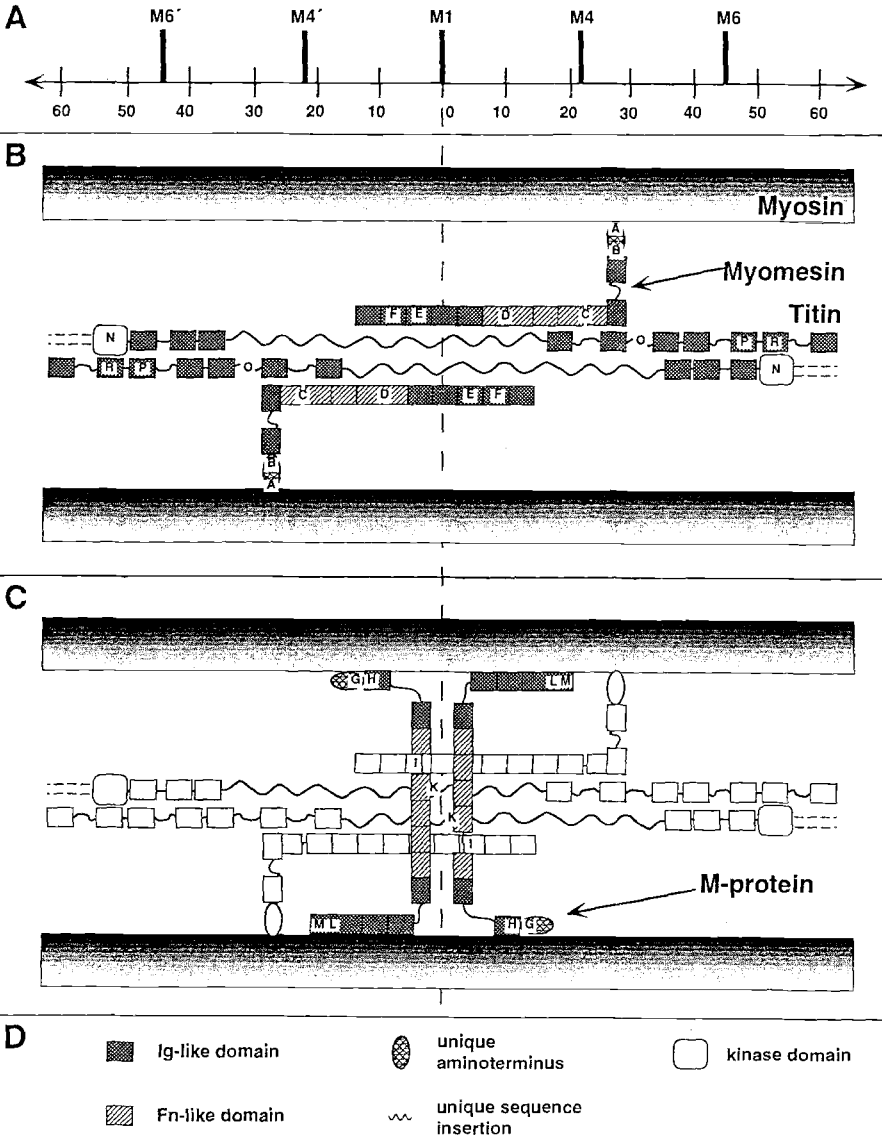 A
M6´ M4´ M1 M4 M6
60 50 40 30 20 10 0 10 20 30 40 50 60
B
Myosin
A
B
Myomesin
F E D C
Titin
N O P R
R P O N
C D E F
B
A
C
G H L M
I
K
K
I
M-protein
M L H G
D
Ig-like domain
unique
aminoterminus
kinase domain
Fn-like domain
unique sequence
insertion